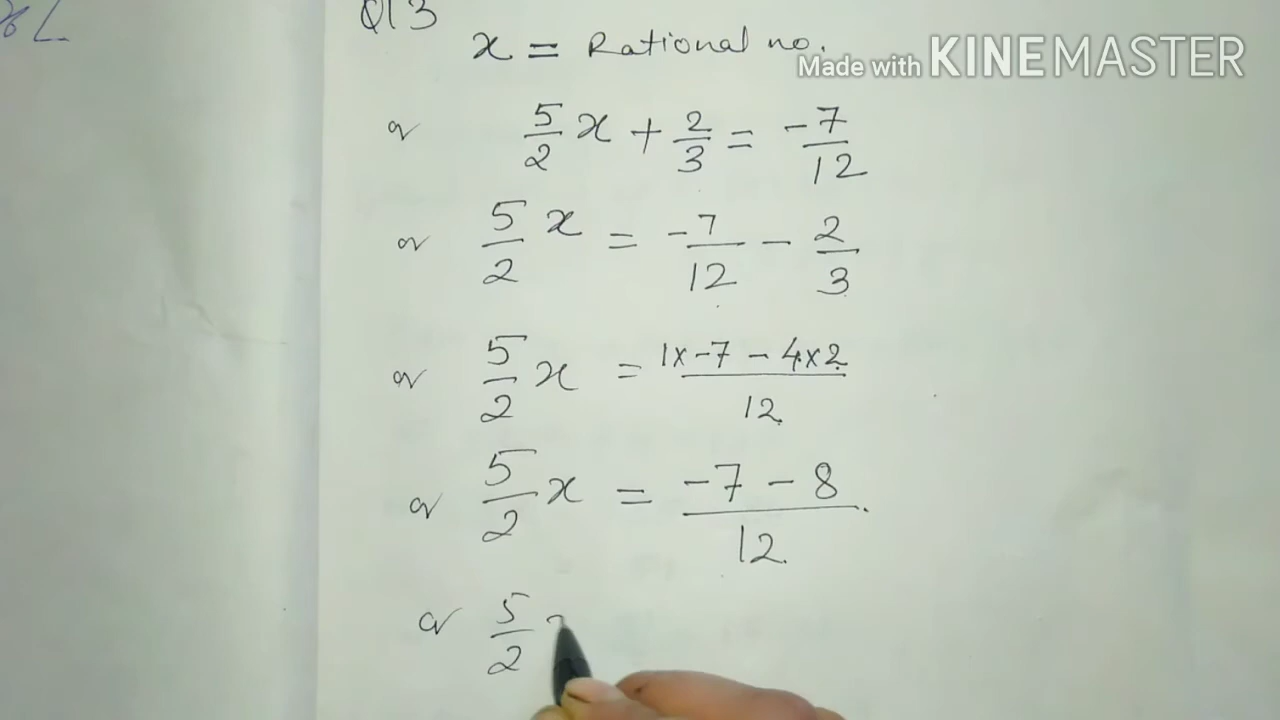 Q13
x = Rational no.
Made with KINEMASTER
or 5/2 x + 2/3 = -7/12
or 5/2 x = -7/12 - 2/3
or 5/2 x = 1x-7 - 4x2/12
or 5/2 x = -7 - 8/12.
or 5/2